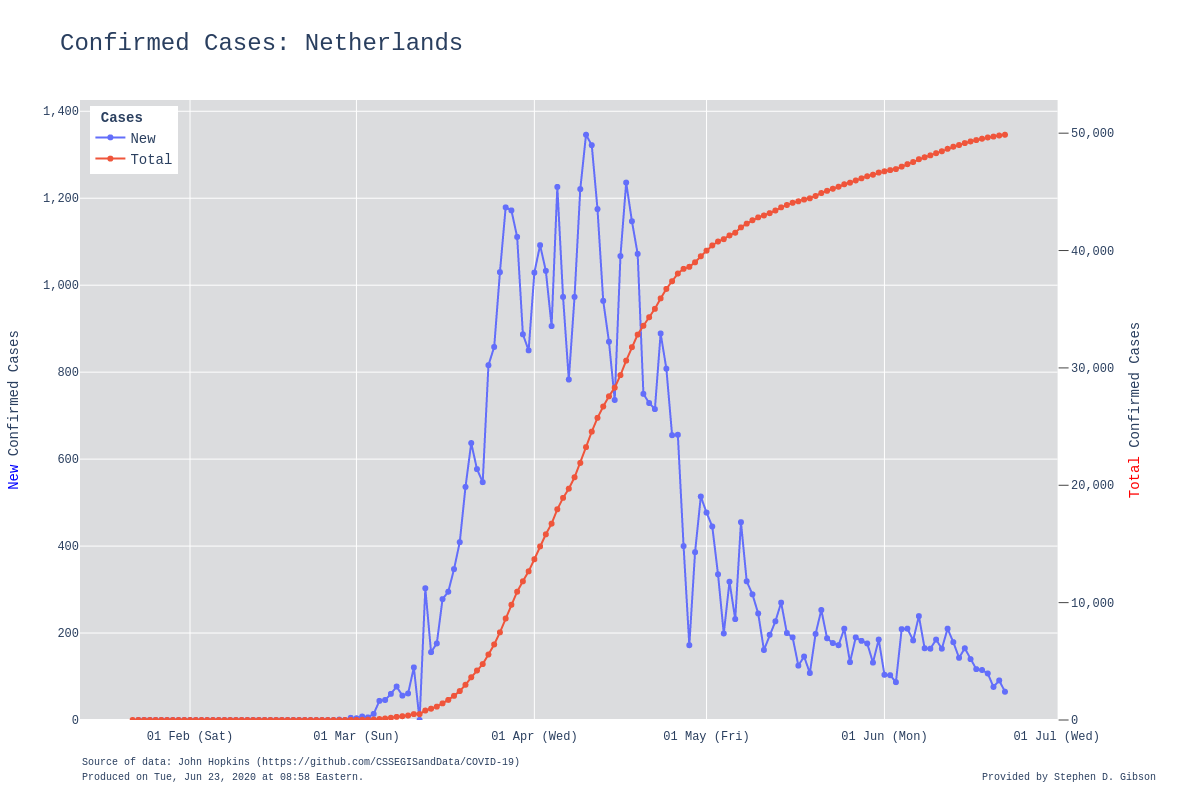 Confirmed Cases: Netherlands
Cases
New
Total
1,400
1,200
1,000
800
600
400
200
0
50,000
40,000
30,000
20,000
10,000
0
New Confirmed Cases
Total Confirmed Cases
01 Feb (Sat)
01 Mar (Sun)
01 Apr (Wed)
01 May (Fri)
01 Jun (Mon)
01 Jul (Wed)
Source of data: John Hopkins (https://github.com/CSSEGISandData/COVID-19)
Produced on Tue, Jun 23, 2020 at 08:58 Eastern.
Provided by Stephen D. Gibson